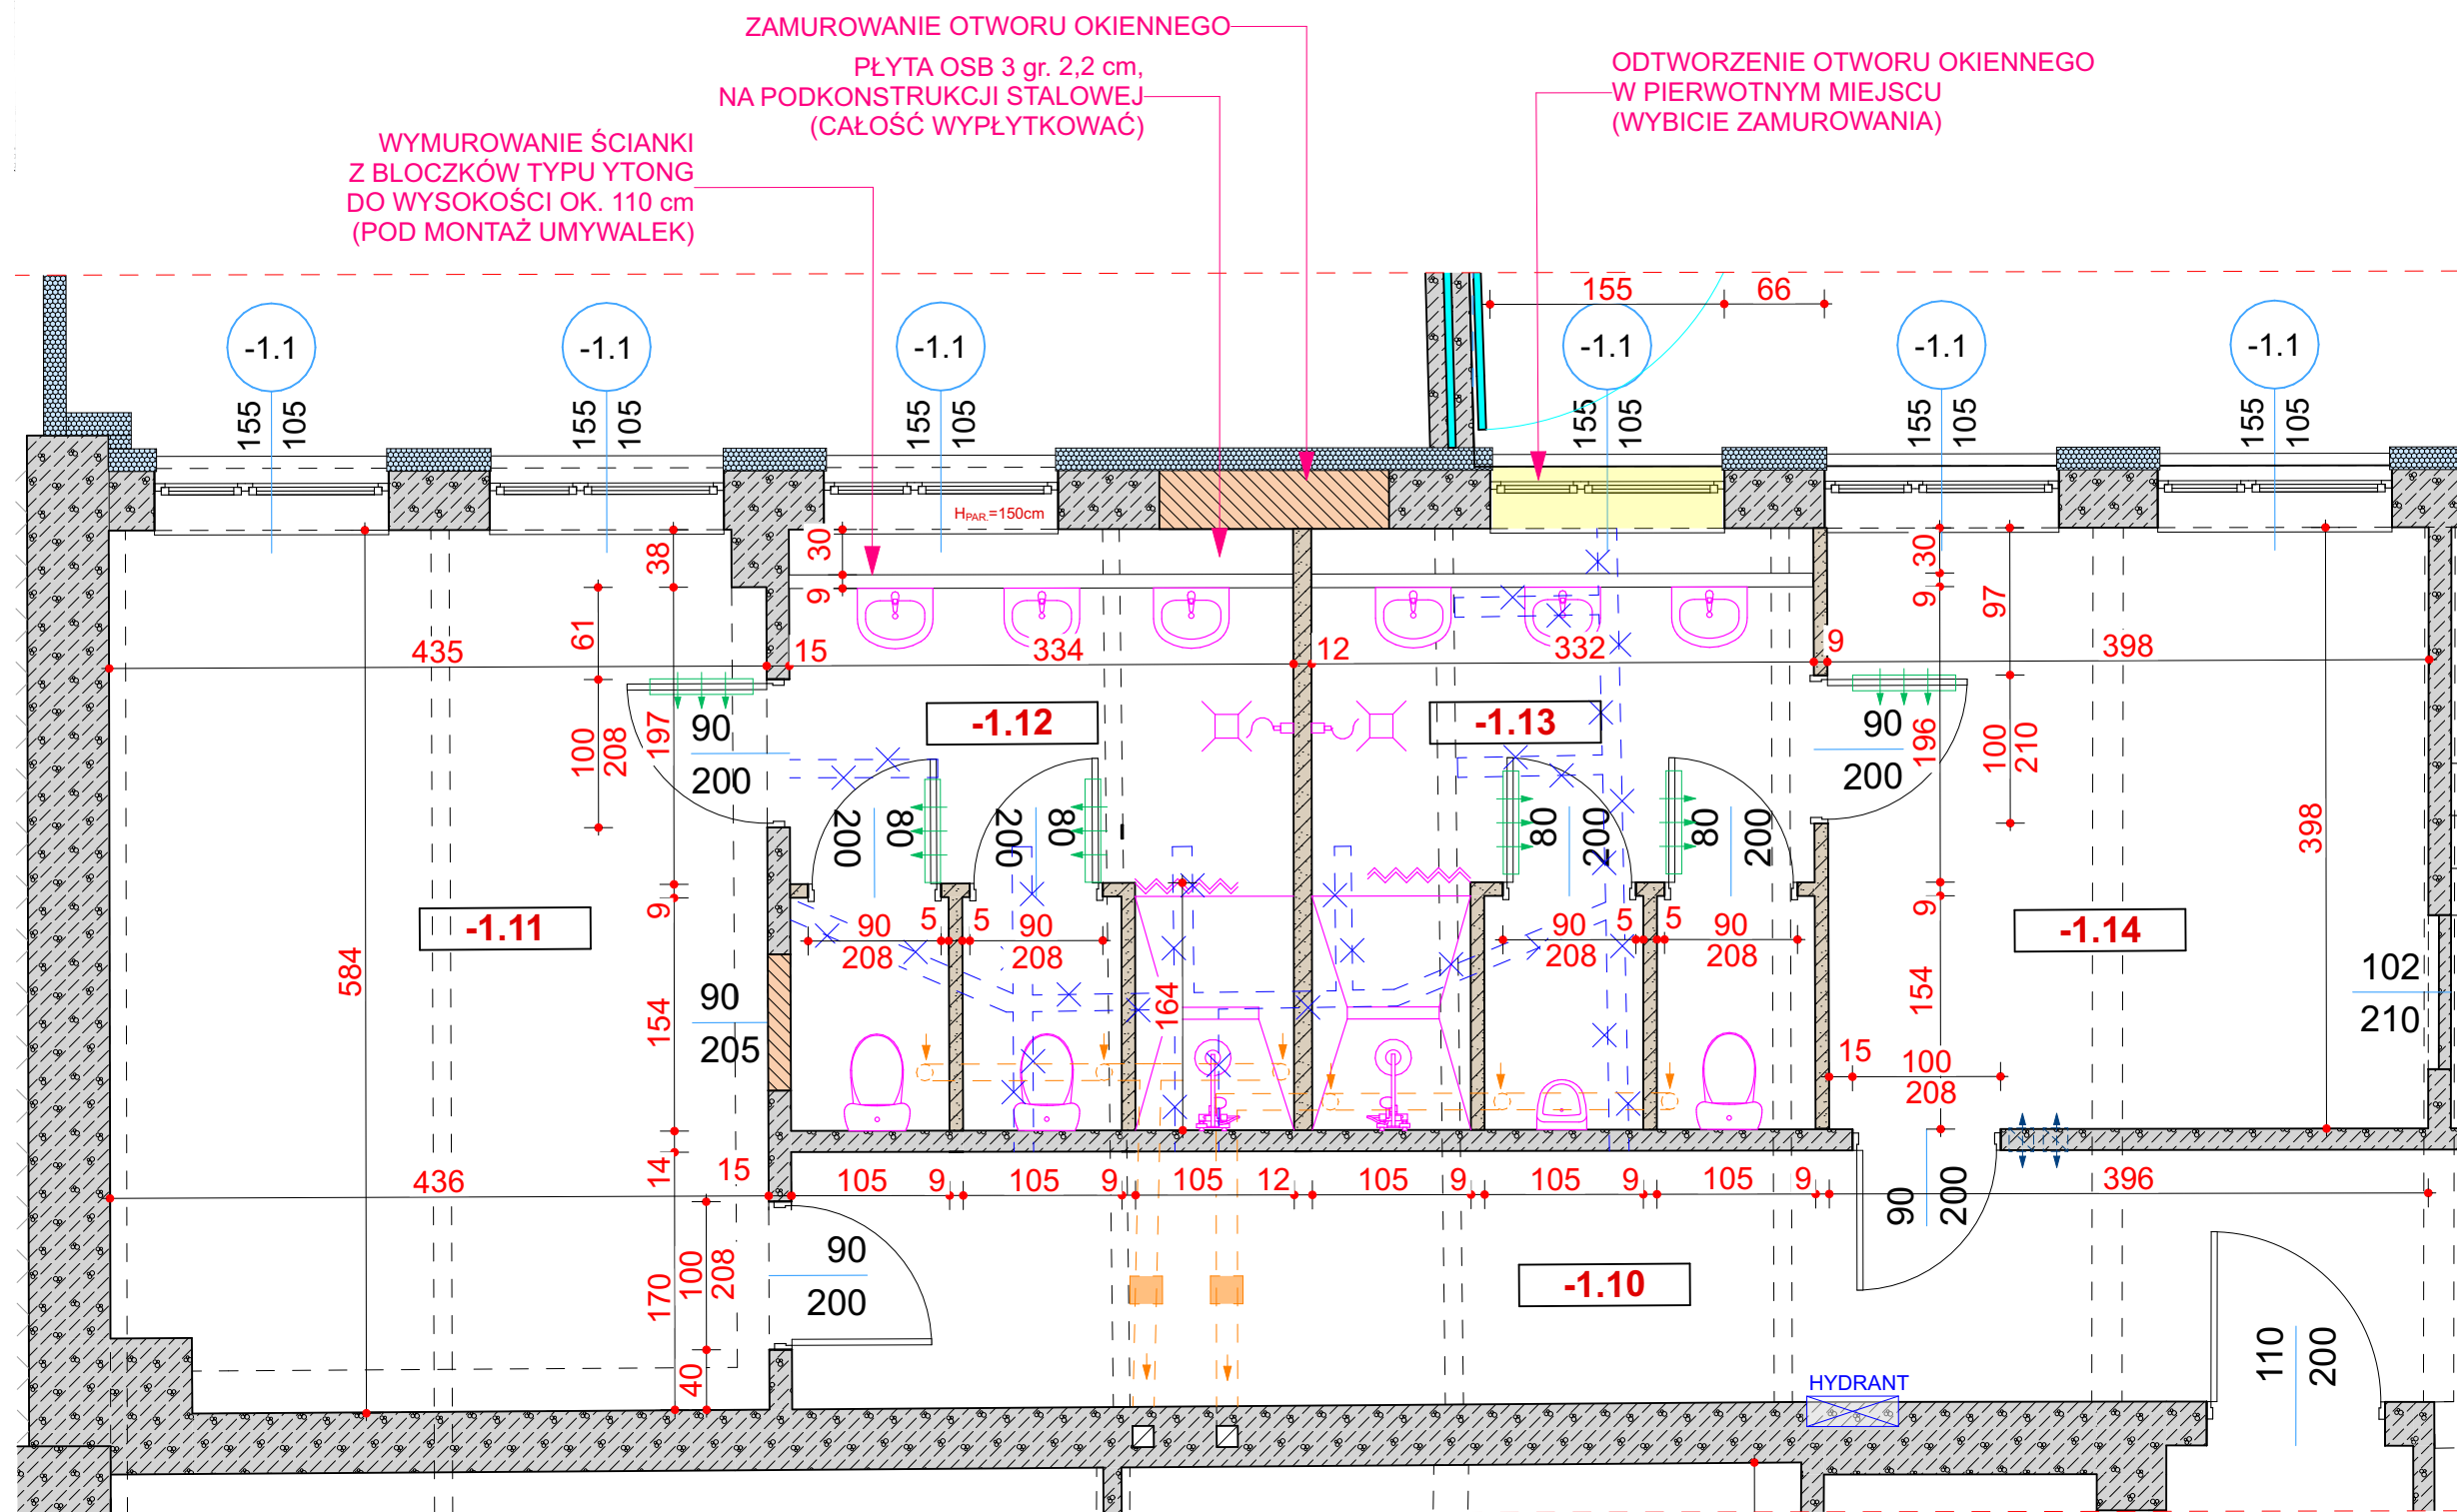 ZAMUROWANIE OTWORU OKIENNEGO
PŁYTA OSB 3 gr. 2,2 cm,
NA PODKONSTRUKCJI STALOWEJ
(CAŁOŚĆ WYPŁYTKOWAĆ)
ODTWORZENIE OTWORU OKIENNEGO
W PIERWOTNYM MIEJSCU
(WYBICIE ZAMUROWANIA)
WYMUROWANIE ŚCIANKI
Z BLOCZKÓW TYPU YTONG
DO WYSOKOŚCI OK. 110 cm
(POD MONTAŻ UMYWALEK)
155 66
-1.1 -1.1 -1.1 -1.1 -1.1 -1.1
155 105 155 105 155 105 155 105 155 105 155 105
HPAR.=150cm
38 30 30
9 9 97
61
435 15 334 12 332 9 398
-1.12 -1.13
90 90
200 200
100 208 197 196 100 210
200 80 200 80 80 200 80 200
398
-1.11 -1.14
9 9
90 5 5 90 90 5 5 90
208 208 208 208
584 154 164 154
90
205
102
210
15 100
208
14
436 15 105 9 105 9 105 12 105 9 105 9 105 9 396
90 200
170 100 208
90
200
-1.10
40
110 200
HYDRANT